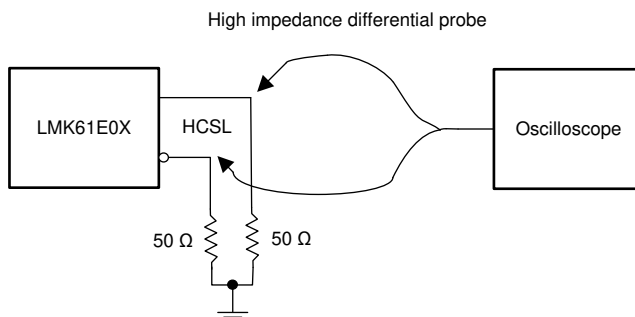 High impedance differential probe
LMK61E0X
HCSL
Oscilloscope
50 Ω
50 Ω